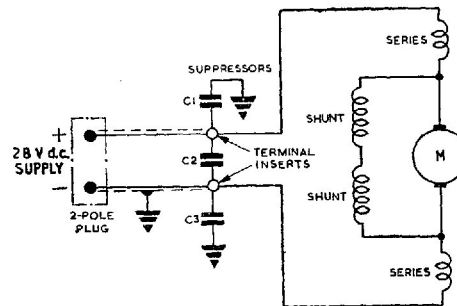 SUPPRESSORS
SERIES
C1
SHUNT
+
28 V d.c.
SUPPLY
TERMINAL
INSERTS
C2
M
−
SHUNT
2-POLE
PLUG
C3
SERIES